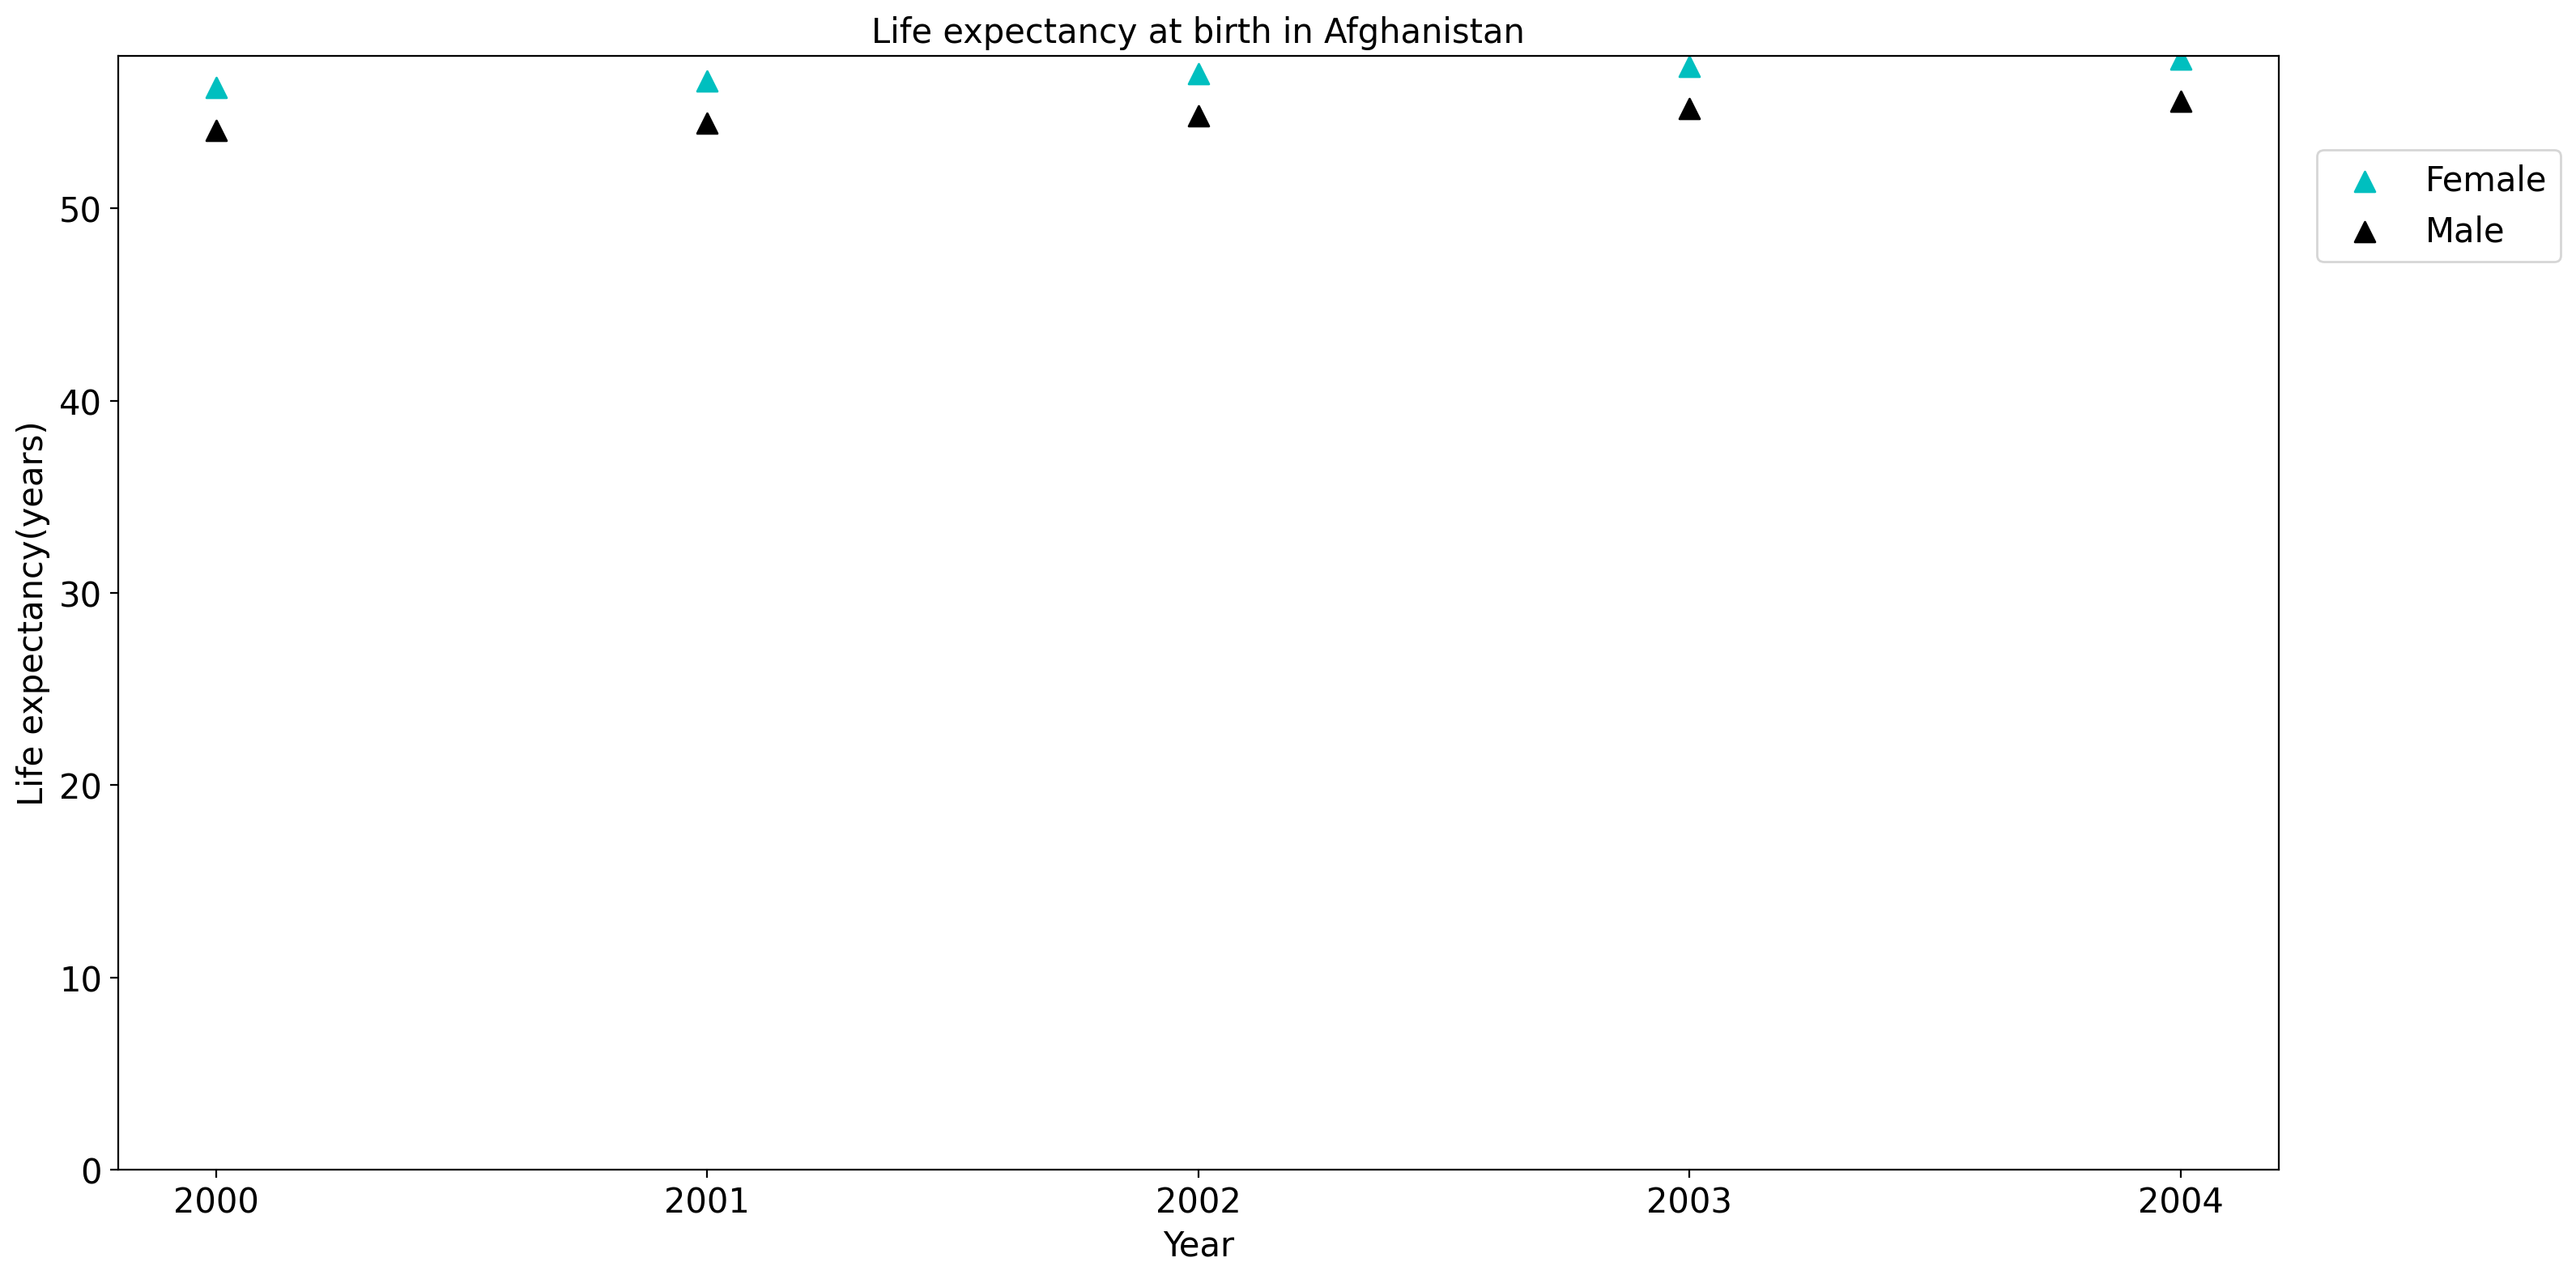 Life expectancy at birth in Afghanistan
Female
Male
Life expectancy(years)
50
40
30
20
10
0
2000 2001 2002 2003 2004
Year